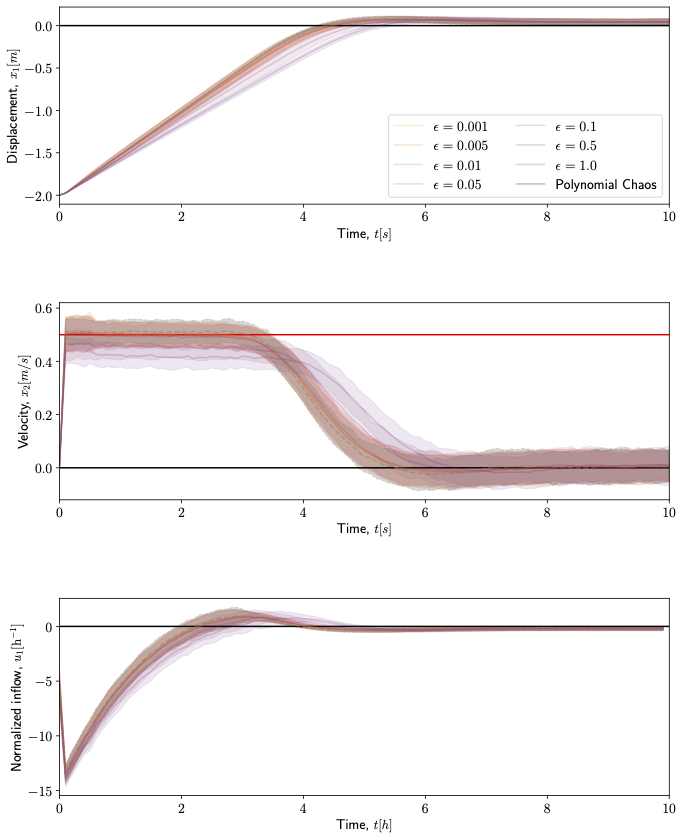 0.0
−0.5
−1.0
−1.5
−2.0
Displacement, x₁[m]
ϵ = 0.001
ϵ = 0.005
ϵ = 0.01
ϵ = 0.05
ϵ = 0.1
ϵ = 0.5
ϵ = 1.0
Polynomial Chaos
0 2 4 6 8 10
Time, t[s]
0.6
0.4
0.2
0.0
Velocity, x₂[m/s]
0 2 4 6 8 10
Time, t[s]
0
−5
−10
−15
Normalized inflow, u₁[h⁻¹]
0 2 4 6 8 10
Time, t[h]